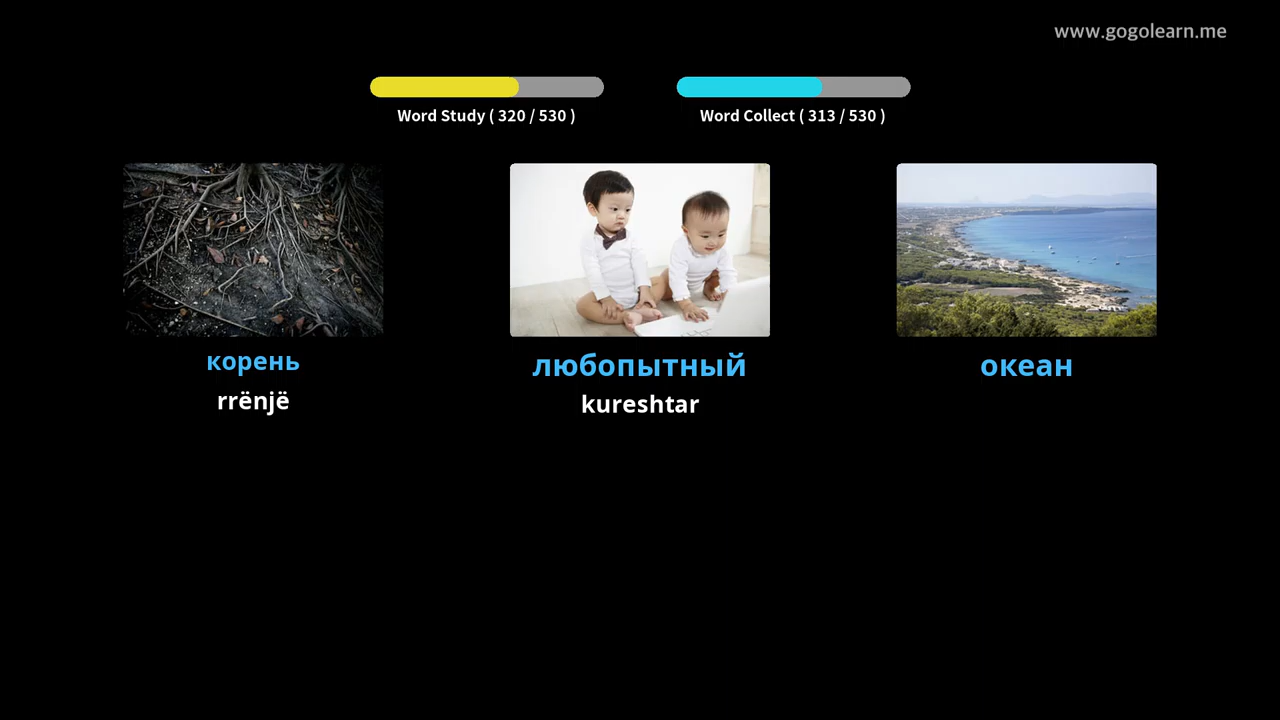 www.gogolearn.me
Word Study ( 320 / 530 )
Word Collect ( 313 / 530 )
корень
rrënjë
любопытный
kureshtar
океан